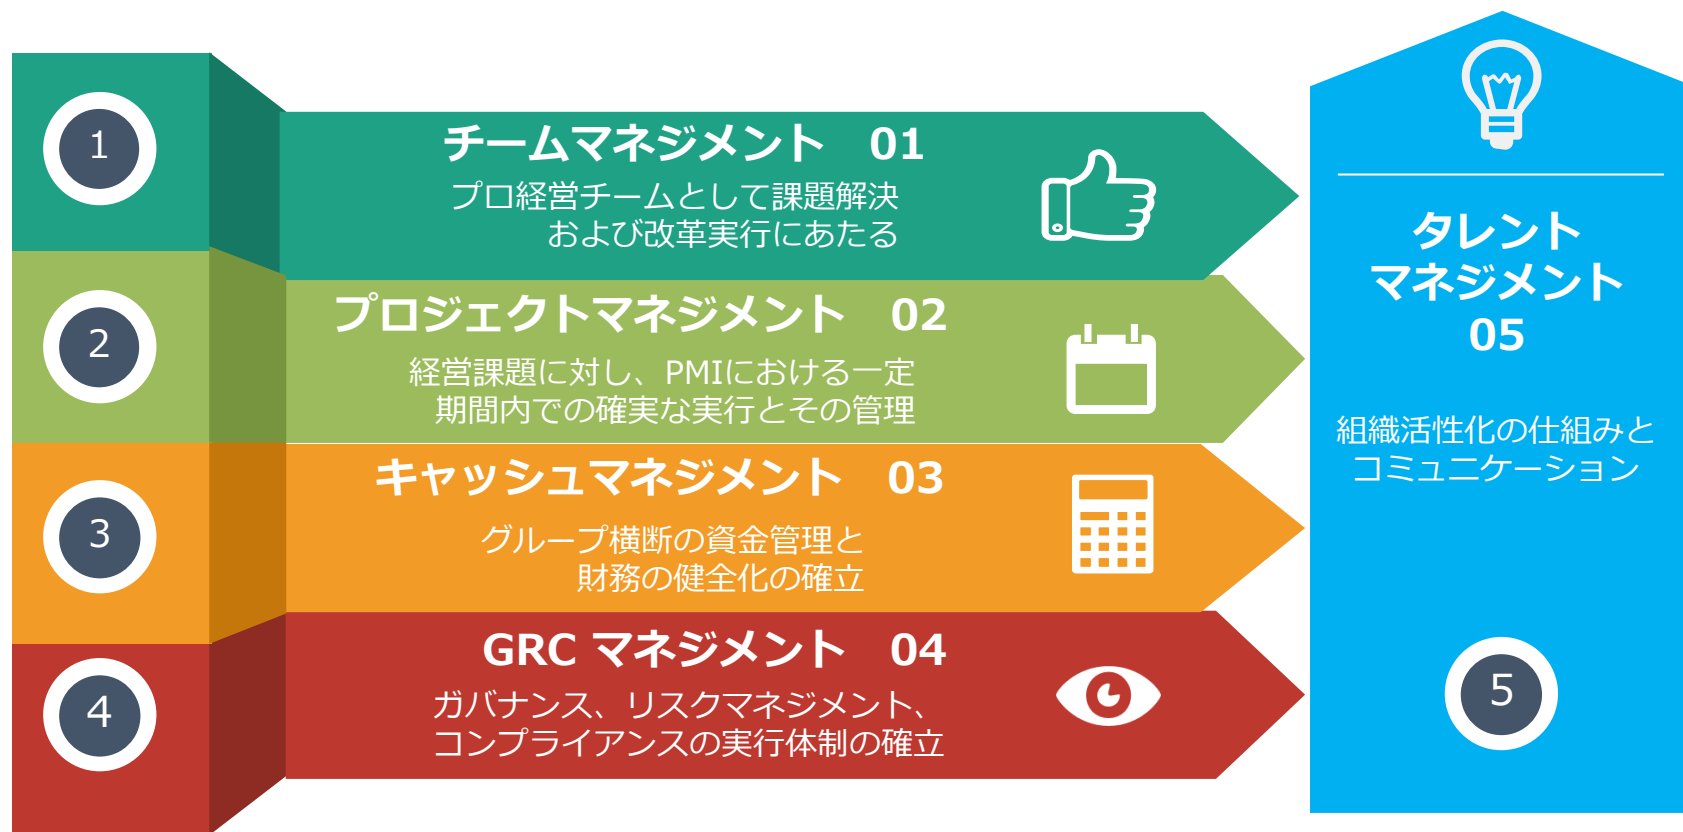 1
チームマネジメント　01
プロ経営チームとして課題解決
および改革実行にあたる
2
プロジェクトマネジメント　02
経営課題に対し、PMIにおける一定
期間内での確実な実行とその管理
3
キャッシュマネジメント　03
グループ横断の資金管理と
財務の健全化の確立
4
GRC マネジメント　04
ガバナンス、リスクマネジメント、
コンプライアンスの実行体制の確立
タレント
マネジメント
05
組織活性化の仕組みと
コミュニケーション
5